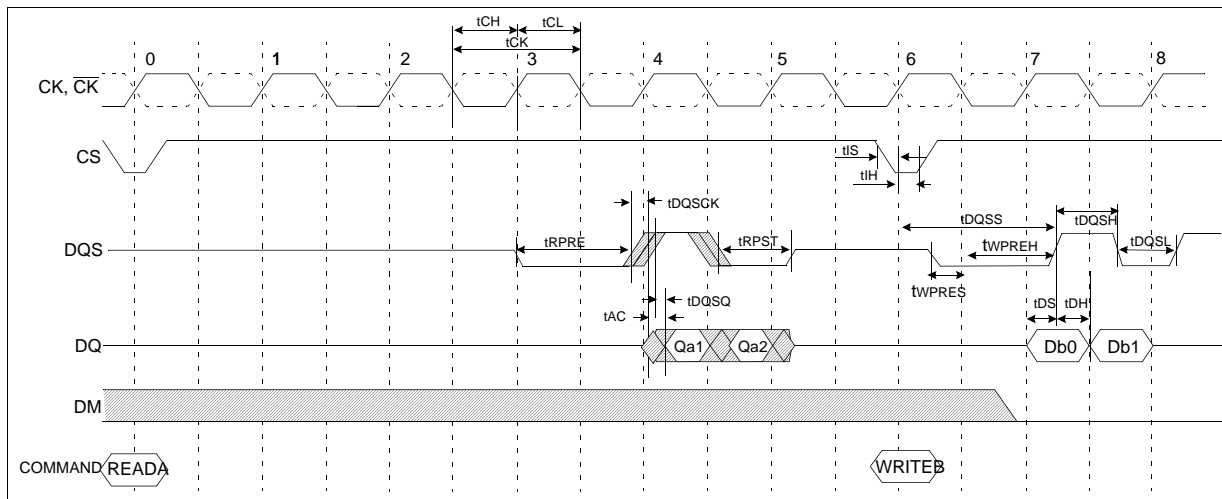 tCH tCL
tCK
0 1 2 3 4 5 6 7 8
CK, CK
CS
tIS
tIH
tDQSCK
tDQSS
tDQSH
DQS
tRPRE
tRPST
tWPREH
tDQSL
tWPRES
tDQSQ
tAC
tDS tDH
DQ
Qa1 Qa2
Db0 Db1
DM
COMMAND READA WRITEB